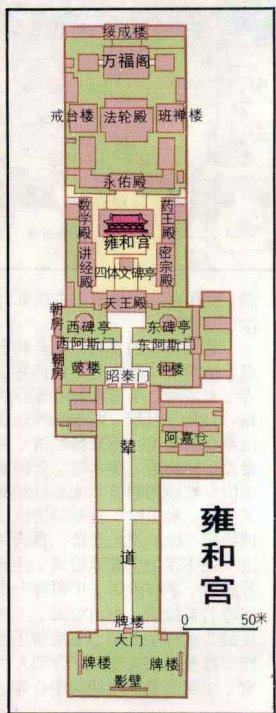 绥成楼
万福阁
戒台楼
法轮殿
班禅楼
永佑殿
数学殿
药王殿
雍和宫
讲经殿
密宗殿
四体文碑亭
天王殿
朝房
西碑亭
东碑亭
西阿斯门
东阿斯门
朝房
鼓楼
钟楼
昭泰门
阿嘉仓
辇道
雍和宫
0 50米
牌楼
大门
牌楼
牌楼
影壁